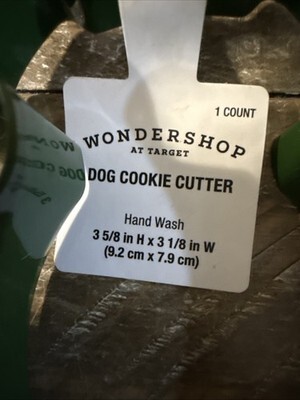 1 COUNT
WONDERSHOP
AT TARGET
DOG COOKIE CUTTER
Hand Wash
3 5/8 in H x 3 1/8 in W
(9.2 cm x 7.9 cm)